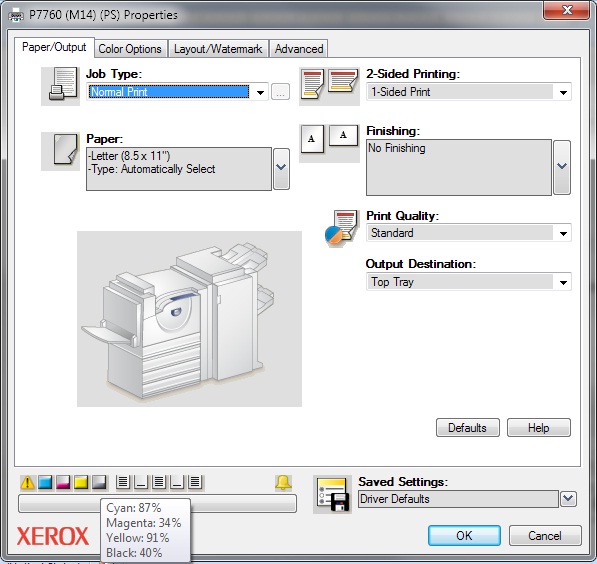 P7760 (M14) (PS) Properties
Paper/Output
Color Options
Layout/Watermark
Advanced
Job Type:
Normal Print
...
2-Sided Printing:
1-Sided Print
Paper:
-Letter (8.5 x 11")
-Type: Automatically Select
A
A
Finishing:
No Finishing
Print Quality:
Standard
Output Destination:
Top Tray
Defaults
Help
Saved Settings:
Driver Defaults
Cyan: 87%
Magenta: 34%
Yellow: 91%
Black: 40%
XEROX
OK
Cancel